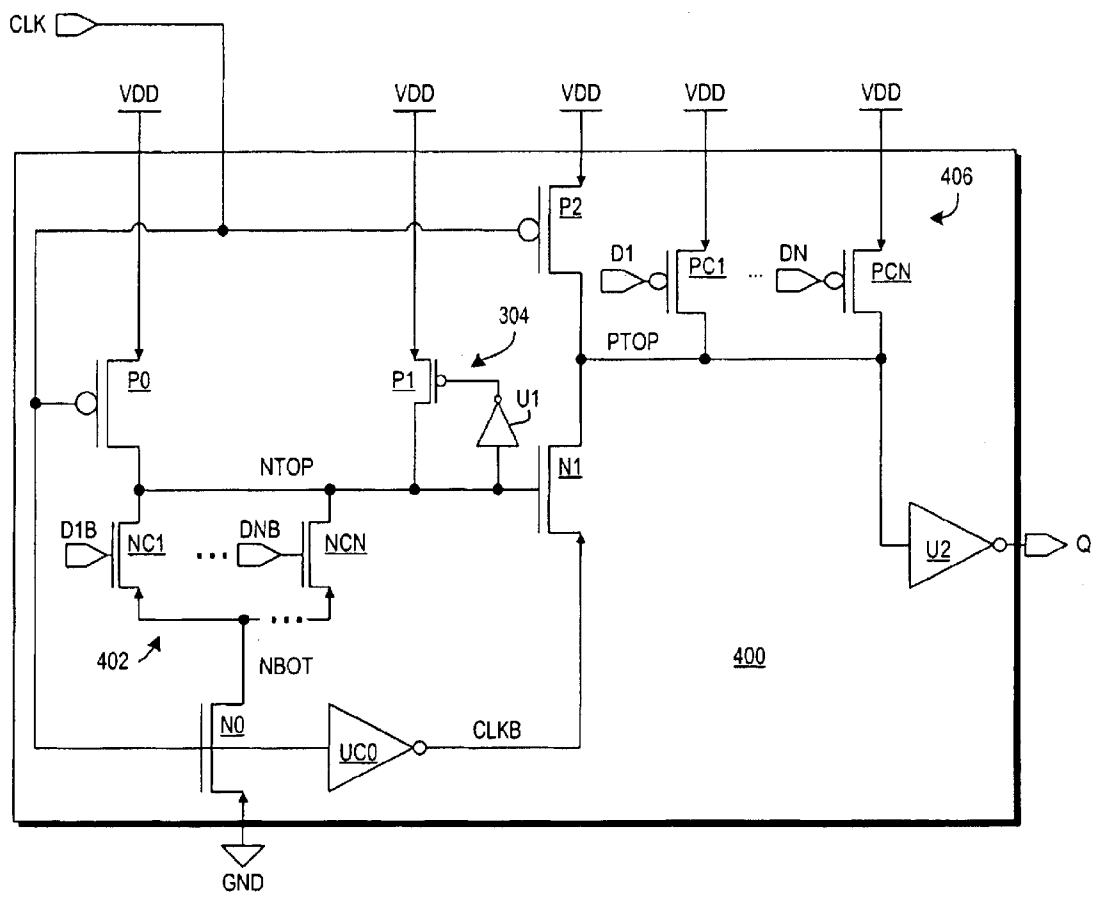 CLK
VDD VDD VDD VDD VDD
406
P2
D1 PC1 ... DN PCN
304
PTOP
P0 P1 U1
NTOP N1
D1B NC1 ... DNB NCN
U2 Q
...
402 NBOT 400
N0 UC0 CLKB
GND